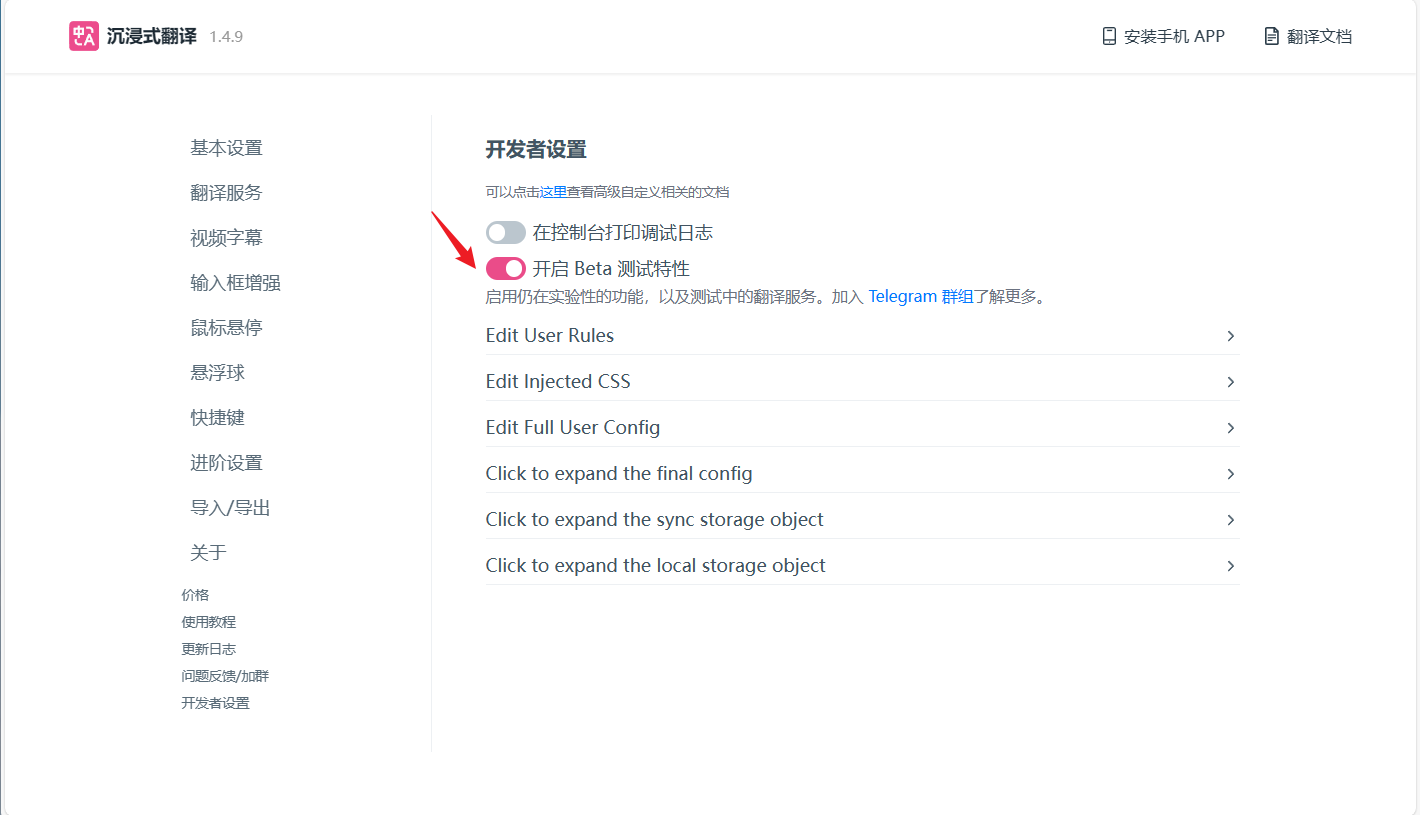 沉浸式翻译 1.4.9
安装手机 APP
翻译文档
基本设置
翻译服务
视频字幕
输入框增强
鼠标悬停
悬浮球
快捷键
进阶设置
导入/导出
关于
价格
使用教程
更新日志
问题反馈/加群
开发者设置
开发者设置
可以点击这里查看高级自定义相关的文档
在控制台打印调试日志
开启 Beta 测试特性
启用仍在实验性的功能，以及测试中的翻译服务。加入 Telegram 群组了解更多。
Edit User Rules
Edit Injected CSS
Edit Full User Config
Click to expand the final config
Click to expand the sync storage object
Click to expand the local storage object